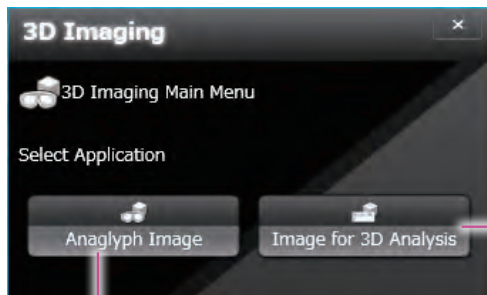 3D Imaging
3D Imaging Main Menu
Select Application
Anaglyph Image
Image for 3D Analysis